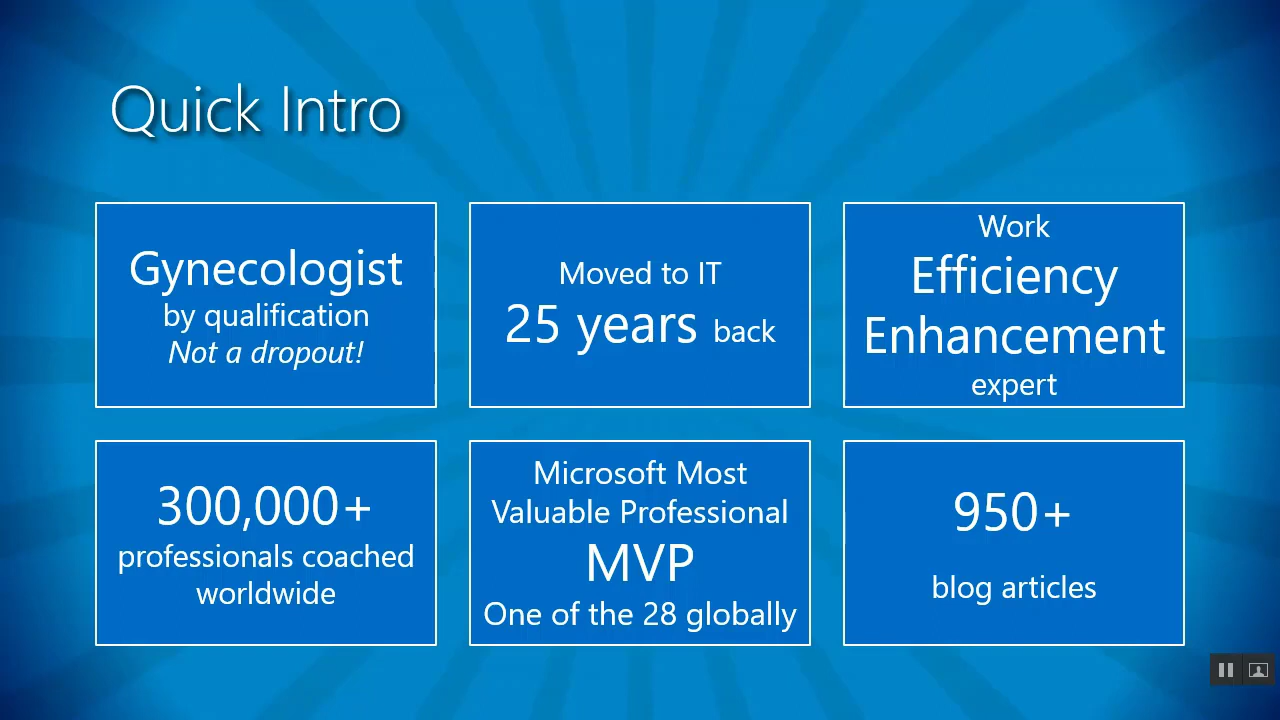 Quick Intro
Gynecologist
by qualification
Not a dropout!
Moved to IT
25 years back
Work
Efficiency
Enhancement
expert
300,000+
professionals coached
worldwide
Microsoft Most
Valuable Professional
MVP
One of the 28 globally
950+
blog articles